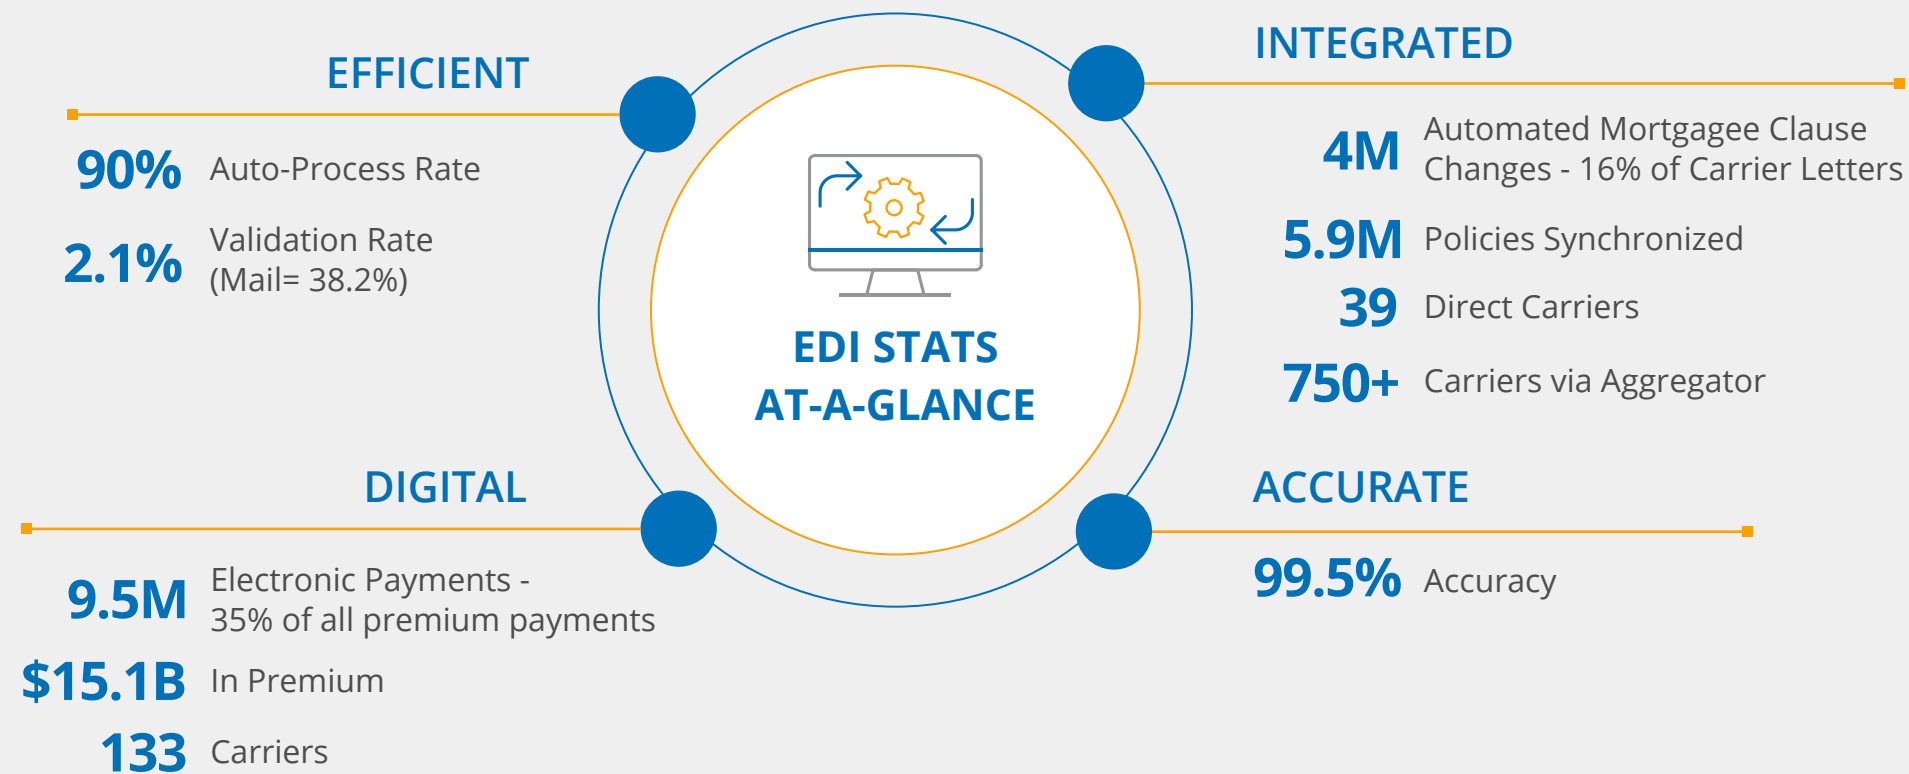 EFFICIENT
90% Auto-Process Rate
2.1% Validation Rate
(Mail= 38.2%)
INTEGRATED
4M Automated Mortgagee Clause
Changes - 16% of Carrier Letters
5.9M Policies Synchronized
39 Direct Carriers
750+ Carriers via Aggregator
EDI STATS
AT-A-GLANCE
DIGITAL
9.5M Electronic Payments -
35% of all premium payments
$15.1B In Premium
133 Carriers
ACCURATE
99.5% Accuracy